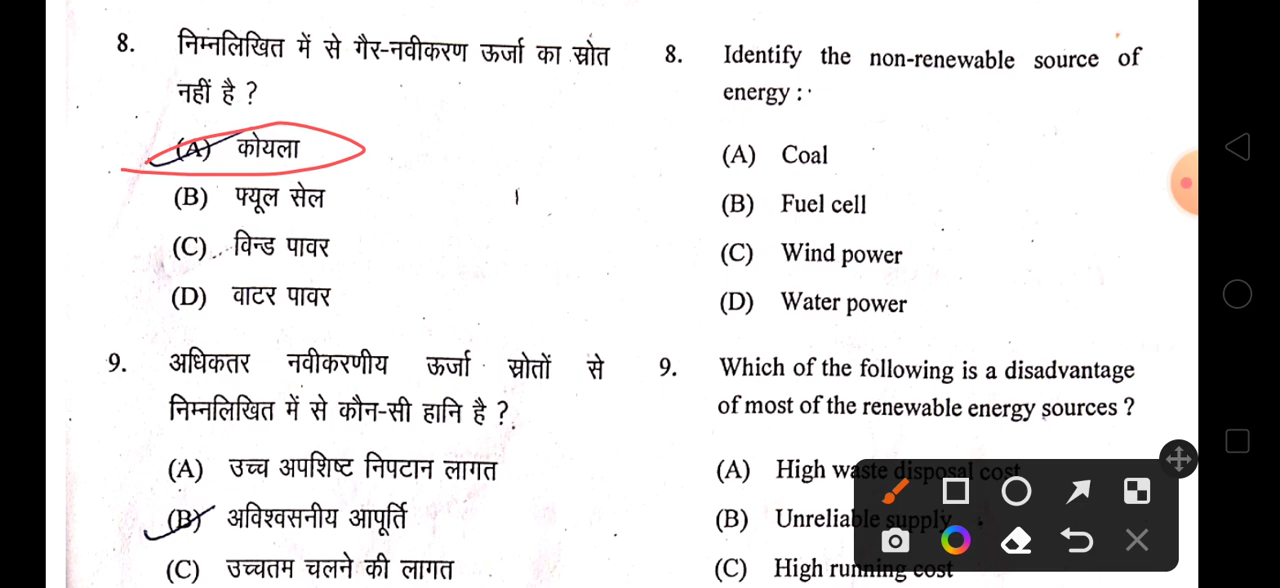 8. निम्नलिखित में से गैर-नवीकरण ऊर्जा का स्रोत
नहीं है ?
(A) कोयला
(B) फ्यूल सेल
(C) विन्ड पावर
(D) वाटर पावर
9. अधिकतर नवीकरणीय ऊर्जा स्रोतों से
निम्नलिखित में से कौन-सी हानि है ?
(A) उच्च अपशिष्ट निपटान लागत
(B) अविश्वसनीय आपूर्ति
(C) उच्चतम चलने की लागत
8. Identify the non-renewable source of
energy :
(A) Coal
(B) Fuel cell
(C) Wind power
(D) Water power
9. Which of the following is a disadvantage
of most of the renewable energy sources ?
(A) High waste disposal cost
(B) Unreliable supply
(C) High running cost